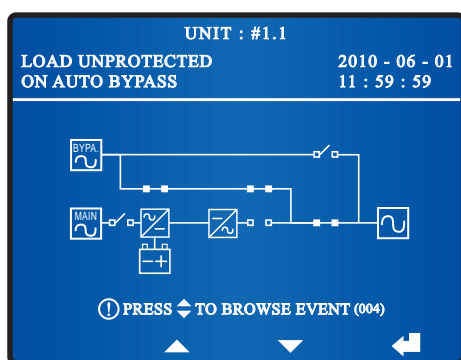 UNIT : #1.1
LOAD UNPROTECTED
2010 - 06 - 01
ON AUTO BYPASS
11 : 59 : 59
BYPA.
MAIN
PRESS TO BROWSE EVENT (004)